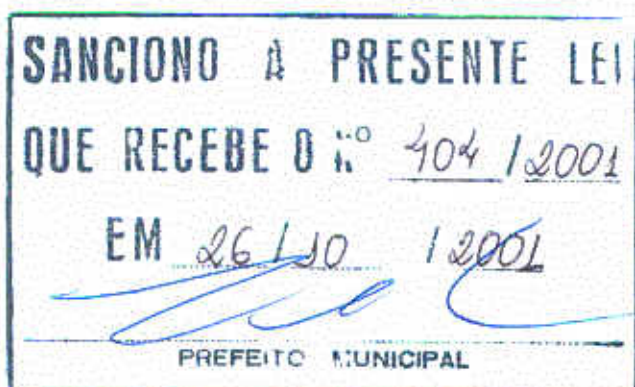 SANCIONO A PRESENTE LEI
QUE RECEBE O Nº 404 / 2001
EM 26 / 10 / 2001
PREFEITO MUNICIPAL